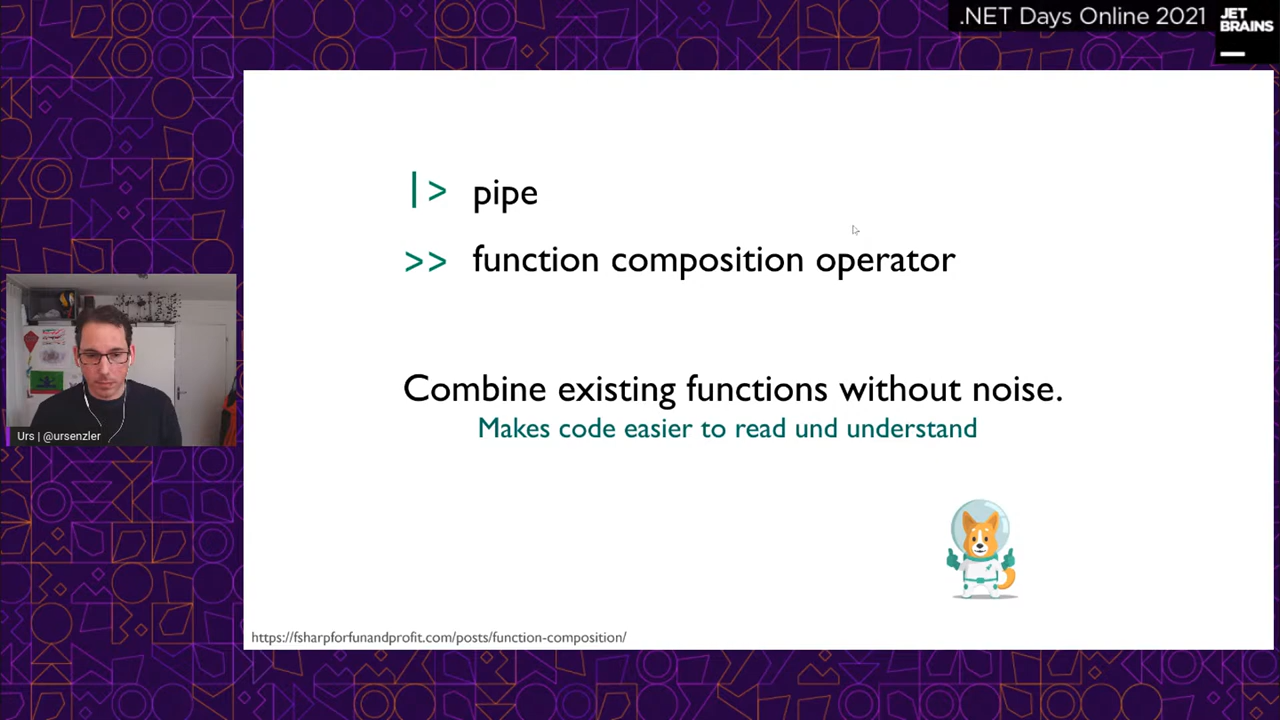 .NET Days Online 2021
JET
BRAINS
|> pipe
>> function composition operator
Combine existing functions without noise.
Makes code easier to read und understand
Urs | @ursenzler
https://fsharpforfunandprofit.com/posts/function-composition/